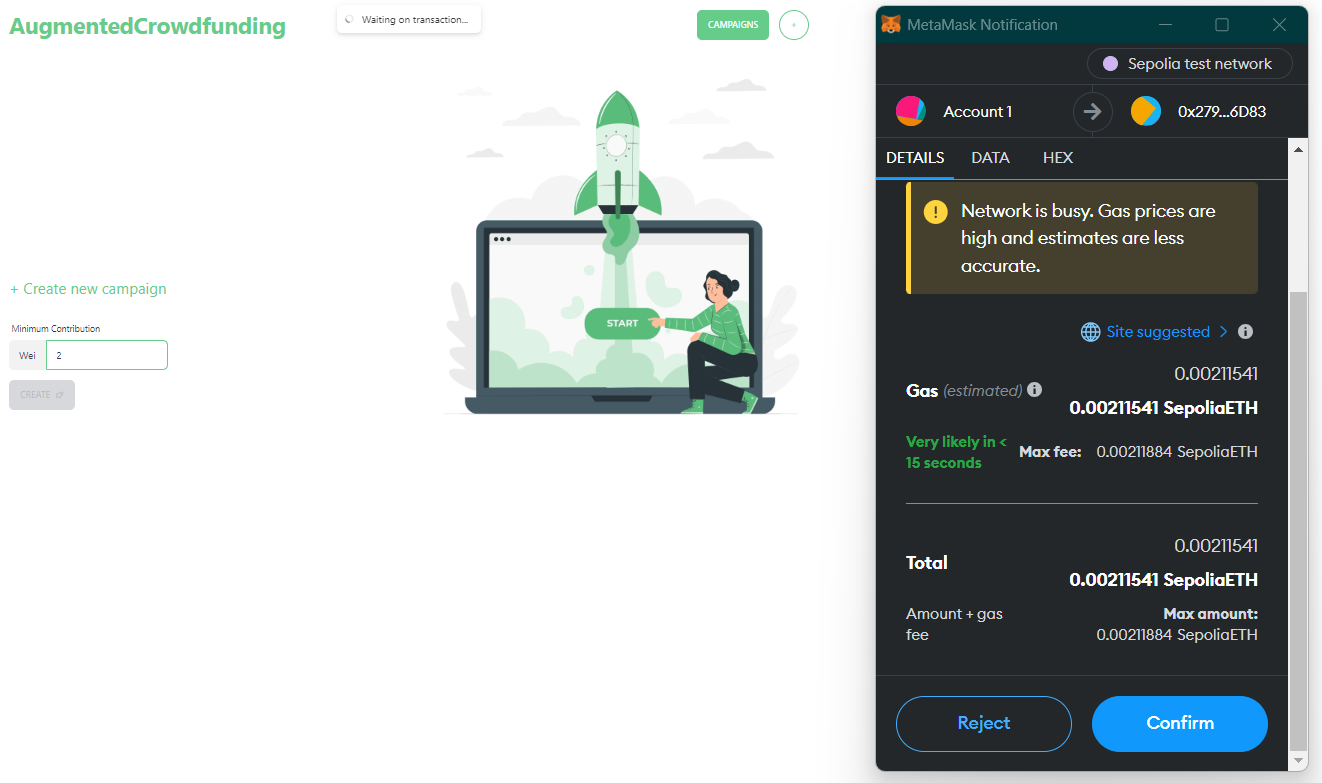 AugmentedCrowdfunding
Waiting on transaction...
CAMPAIGNS
+
+ Create new campaign
Minimum Contribution
Wei 2
CREATE
START
MetaMask Notification
Sepolia test network
Account 1
0x279...6D83
DETAILS DATA HEX
Network is busy. Gas prices are
high and estimates are less
accurate.
Site suggested >
0.00211541
Gas (estimated)
0.00211541 SepoliaETH
Very likely in <
15 seconds
Max fee: 0.00211884 SepoliaETH
0.00211541
Total
0.00211541 SepoliaETH
Amount + gas
fee
Max amount:
0.00211884 SepoliaETH
Reject
Confirm